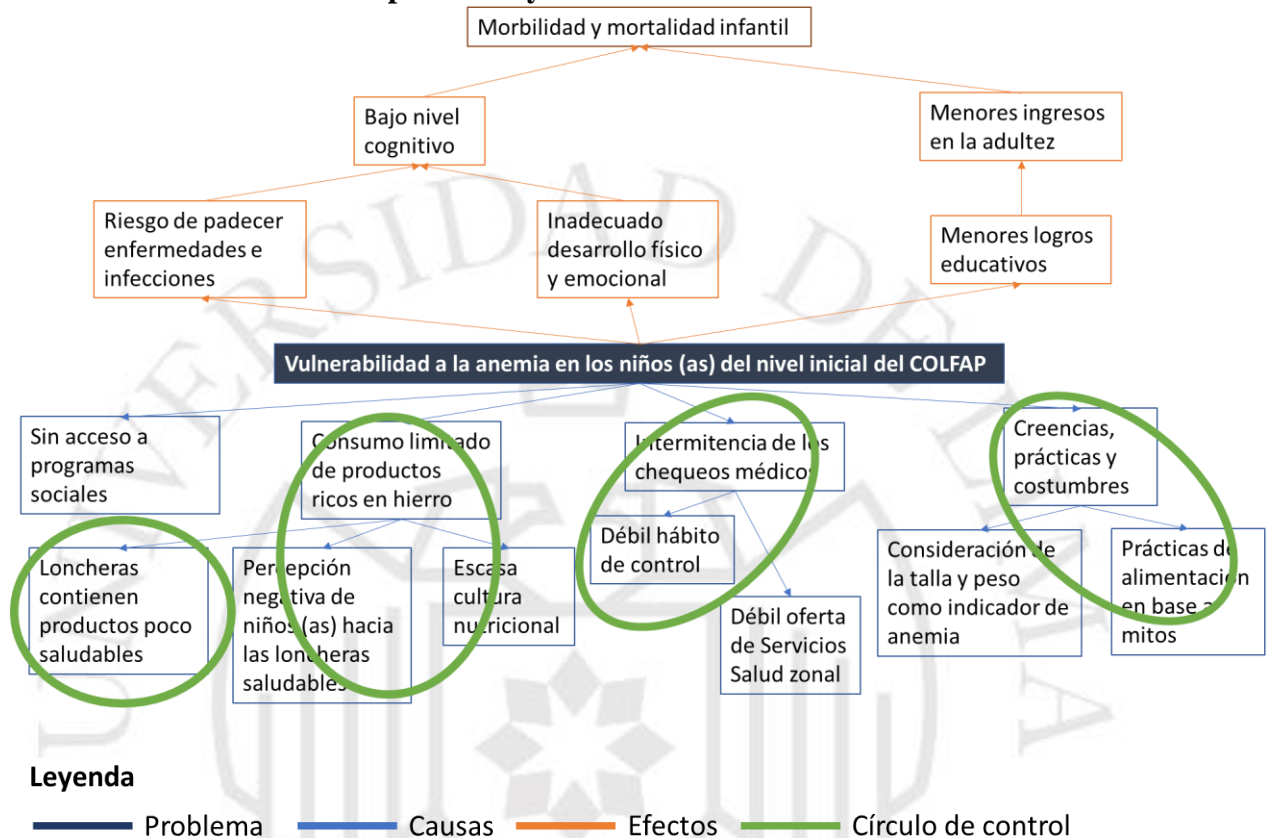 Morbilidad y mortalidad infantil
Bajo nivel
cognitivo
Menores ingresos
en la adultez
Riesgo de padecer
enfermedades e
infecciones
Inadecuado
desarrollo físico
y emocional
Menores logros
educativos
Vulnerabilidad a la anemia en los niños (as) del nivel inicial del COLFAP
Sin acceso a
programas
sociales
Consumo limitado
de productos
ricos en hierro
Intermitencia de los
chequeos médicos
Creencias,
prácticas y
costumbres
Loncheras
contienen
productos poco
saludables
Percepción
negativa de
niños (as) hacia
las loncheras
saludables
Escasa
cultura
nutricional
Débil hábito
de control
Débil oferta
de Servicios
Salud zonal
Consideración de
la talla y peso
como indicador de
anemia
Prácticas de
alimentación
en base a
mitos
Leyenda
Problema
Causas
Efectos
Círculo de control
UNIVERSIDAD DE LIMA